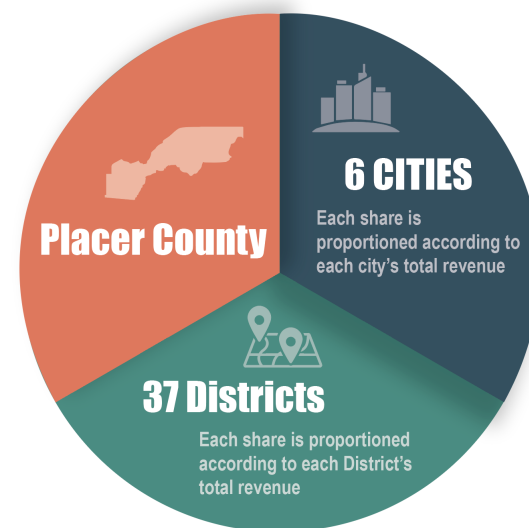 Placer County
6 CITIES
Each share is
proportioned according to
each city's total revenue
37 Districts
Each share is proportioned
according to each District's
total revenue